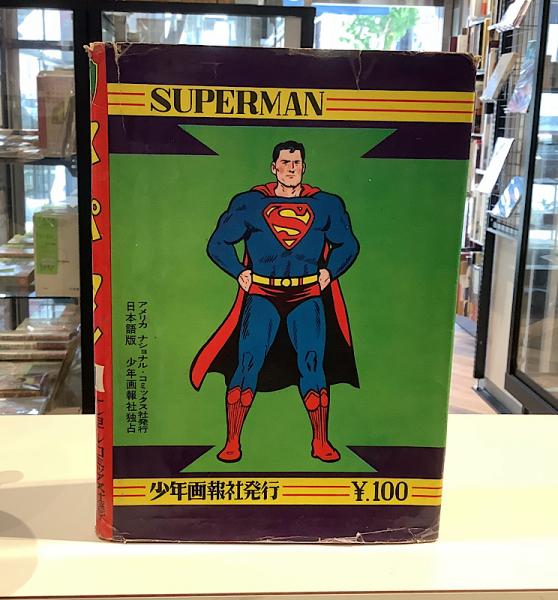 SUPERMAN
S
アメリカ ナショナル・コミックス社発行
日本語版 少年画報社独占
少年画報社発行
¥.100